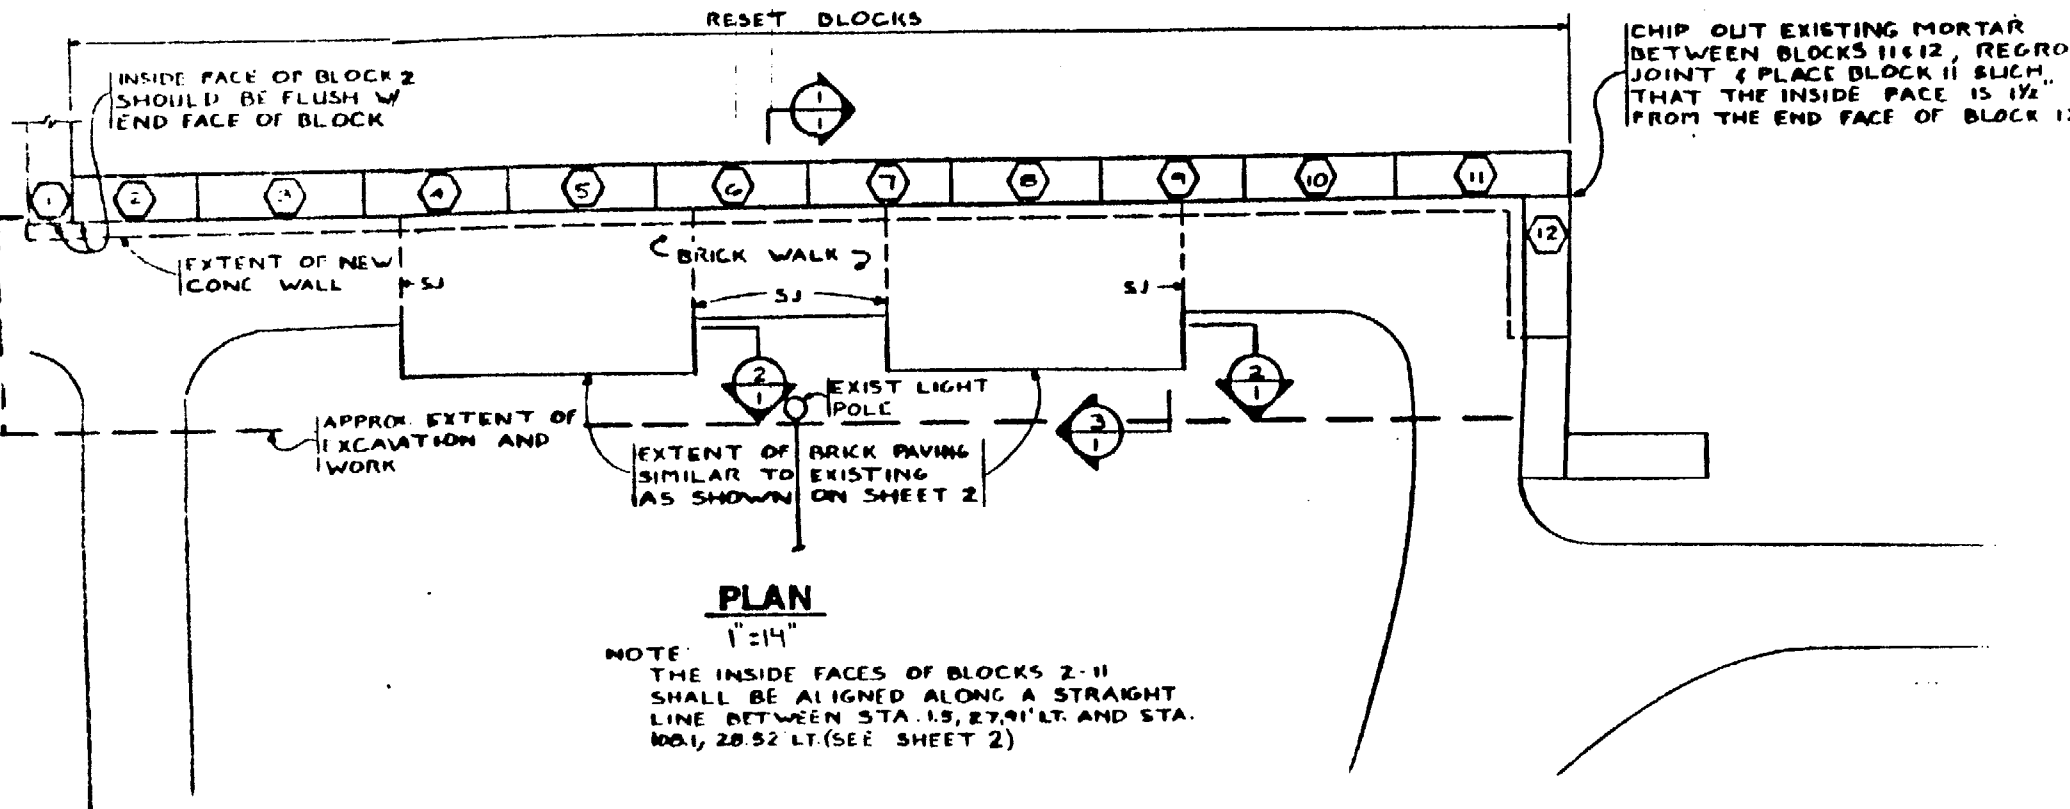 RESET BLOCKS
INSIDE FACE OF BLOCK 2
SHOULD BE FLUSH W/
END FACE OF BLOCK
CHIP OUT EXISTING MORTAR
BETWEEN BLOCKS 11 & 12, REGRO
JOINT & PLACE BLOCK 11 SUCH
THAT THE INSIDE FACE IS 1½"
FROM THE END FACE OF BLOCK
1
1
1
2
3
4
5
6
7
8
9
10
11
12
EXTENT OF NEW
CONC WALL
BRICK WALK
SJ
SJ
SJ
2
1
2
1
3
1
EXIST LIGHT
POLE
APPROX. EXTENT OF
EXCAVATION AND
WORK
EXTENT OF BRICK PAVING
SIMILAR TO EXISTING
AS SHOWN ON SHEET 2
PLAN
1"=14"
NOTE:
THE INSIDE FACES OF BLOCKS 2-11
SHALL BE ALIGNED ALONG A STRAIGHT
LINE BETWEEN STA. 1.5, 27.91' LT. AND STA.
28.52 LT. (SEE SHEET 2)